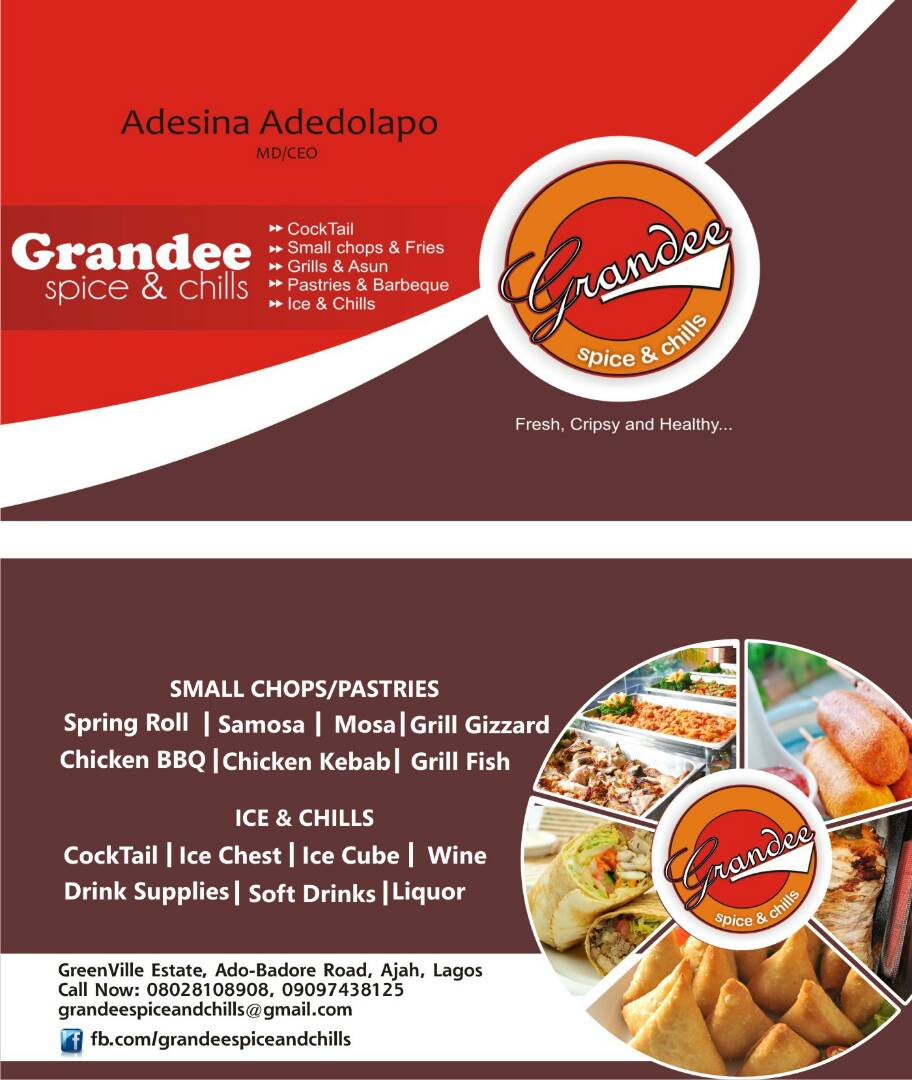 Adesina Adedolapo
MD/CEO
Grandee
spice & chills
CockTail
Small chops & Fries
Grills & Asun
Pastries & Barbeque
Ice & Chills
Grandee
spice & chills
Fresh, Cripsy and Healthy...
SMALL CHOPS/PASTRIES
Spring Roll | Samosa | Mosa | Grill Gizzard
Chicken BBQ | Chicken Kebab | Grill Fish
ICE & CHILLS
CockTail | Ice Chest | Ice Cube | Wine
Drink Supplies | Soft Drinks | Liquor
Grandee
spice & chills
GreenVille Estate, Ado-Badore Road, Ajah, Lagos
Call Now: 08028108908, 09097438125
grandeespiceandchills@gmail.com
f fb.com/grandeespiceandchills